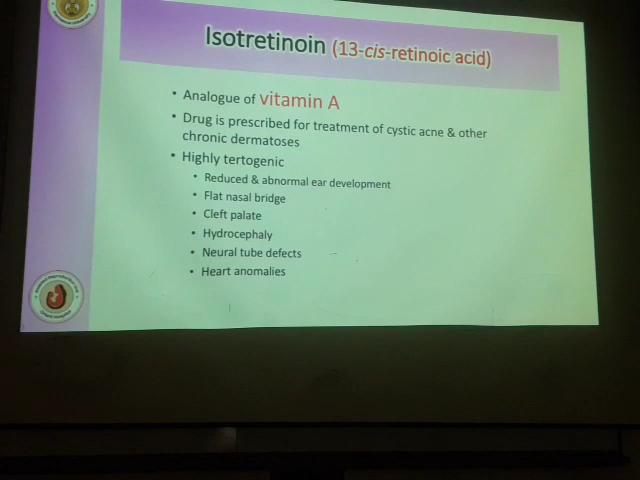 Isotretinoin (13-cis-retinoic acid)
• Analogue of vitamin A
• Drug is prescribed for treatment of cystic acne & other
chronic dermatoses
• Highly tertogenic
• Reduced & abnormal ear development
• Flat nasal bridge
• Cleft palate
• Hydrocephaly
• Neural tube defects
• Heart anomalies